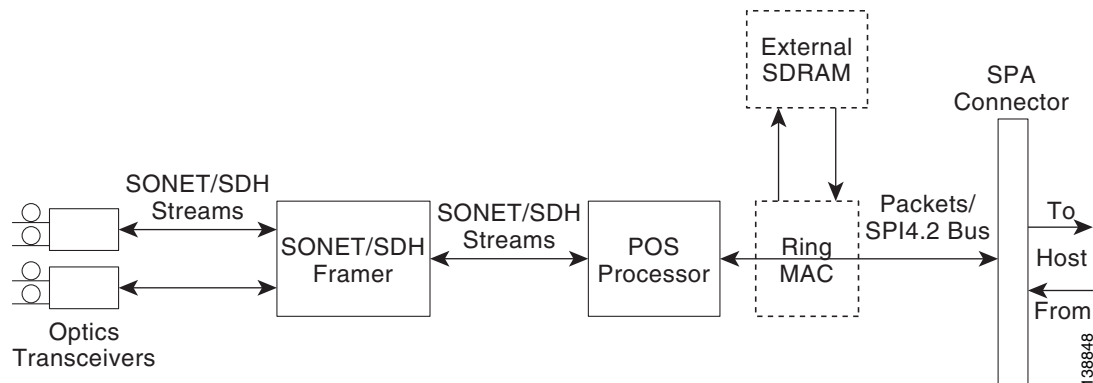 External
SDRAM
SPA
Connector
SONET/SDH
Streams
SONET/SDH
Framer
SONET/SDH
Streams
POS
Processor
Ring
MAC
Packets/
SPI4.2 Bus
To
Host
From
Optics
Transceivers
138848